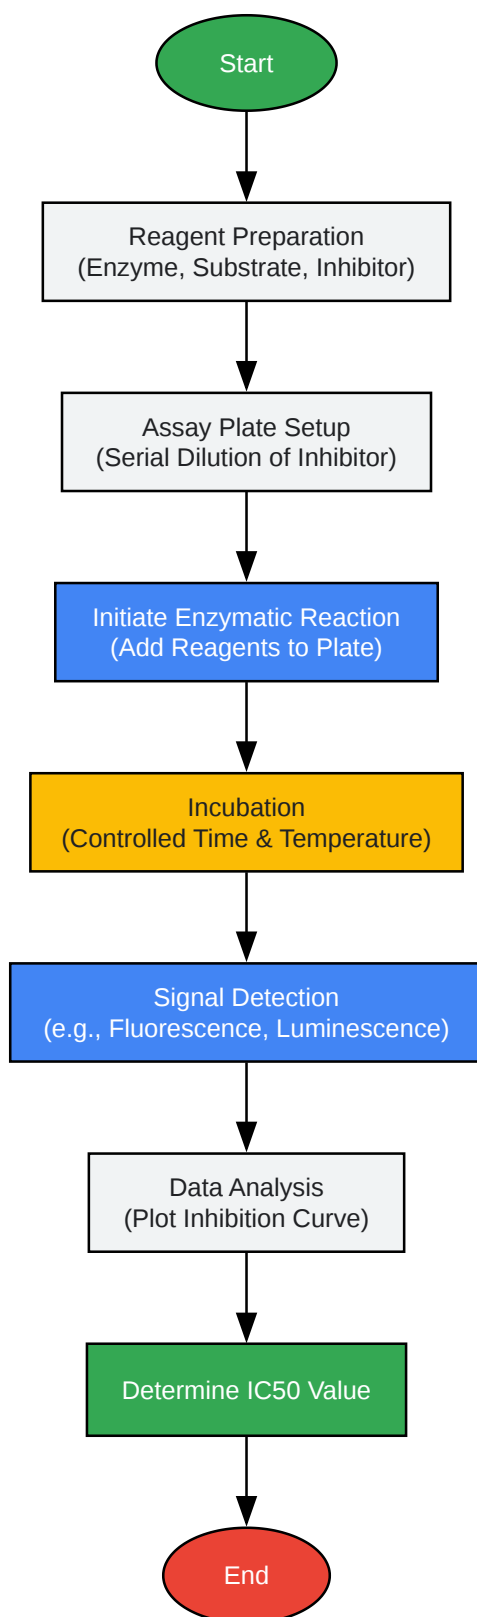 Start
Reagent Preparation
(Enzyme, Substrate, Inhibitor)
Assay Plate Setup
(Serial Dilution of Inhibitor)
Initiate Enzymatic Reaction
(Add Reagents to Plate)
Incubation
(Controlled Time & Temperature)
Signal Detection
(e.g., Fluorescence, Luminescence)
Data Analysis
(Plot Inhibition Curve)
Determine IC50 Value
End